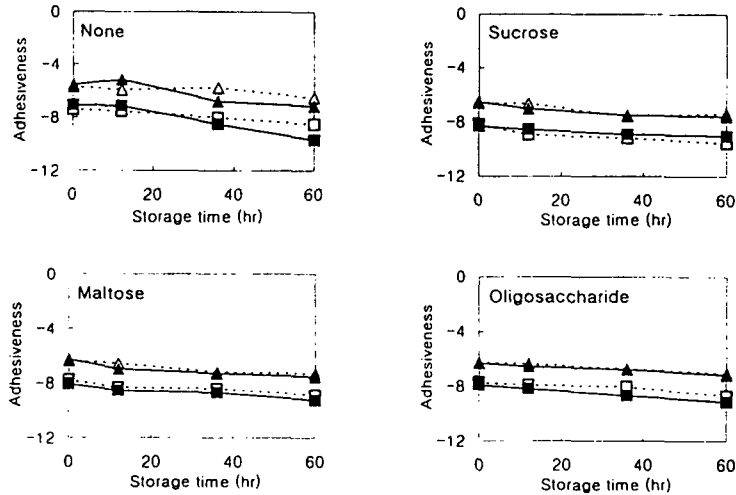 0
None
-4
Adhesiveness
-8
-12
0 20 40 60
Storage time (hr)
0
Sucrose
-4
Adhesiveness
-8
-12
0 20 40 60
Storage time (hr)
0
Maltose
-4
Adhesiveness
-8
-12
0 20 40 60
Storage time (hr)
0
Oligosaccharide
-4
Adhesiveness
-8
-12
0 20 40 60
Storage time (hr)